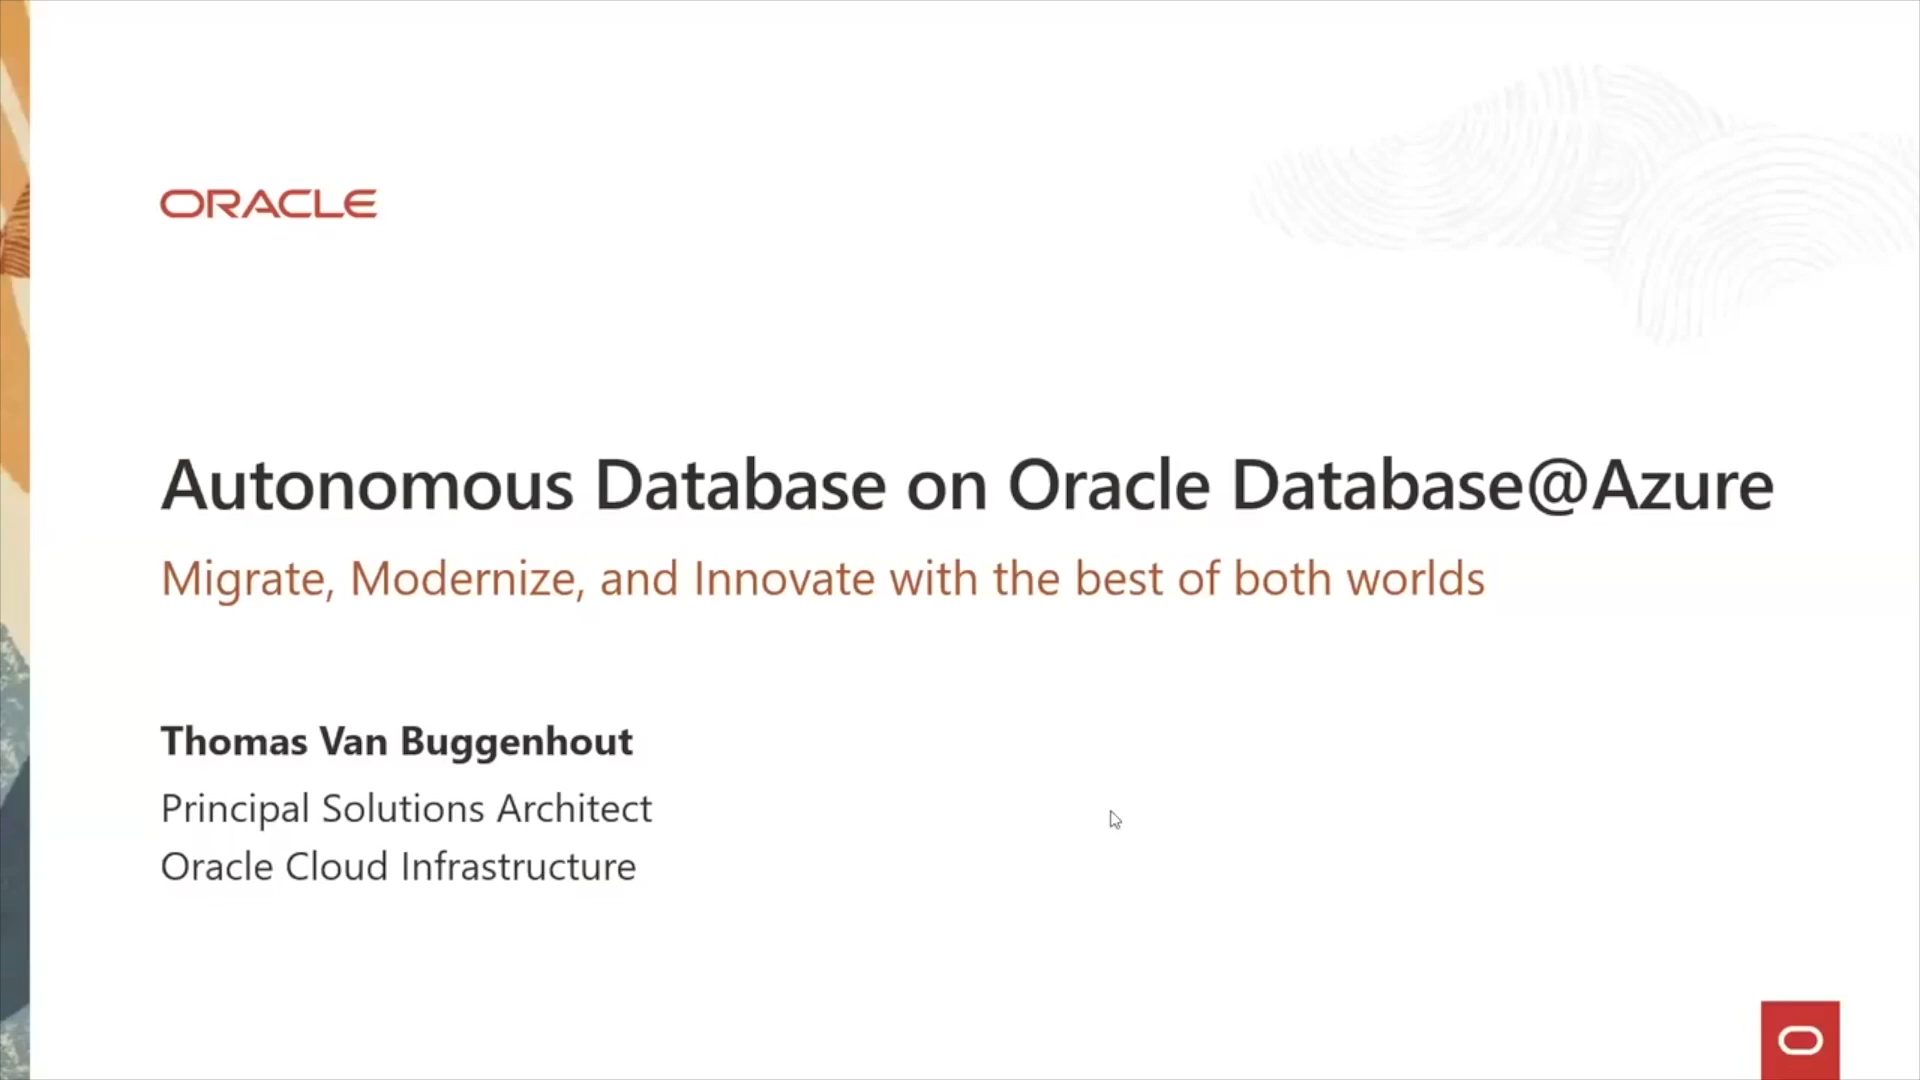 ORACLE
Autonomous Database on Oracle Database@Azure
Migrate, Modernize, and Innovate with the best of both worlds
Thomas Van Buggenhout
Principal Solutions Architect
Oracle Cloud Infrastructure